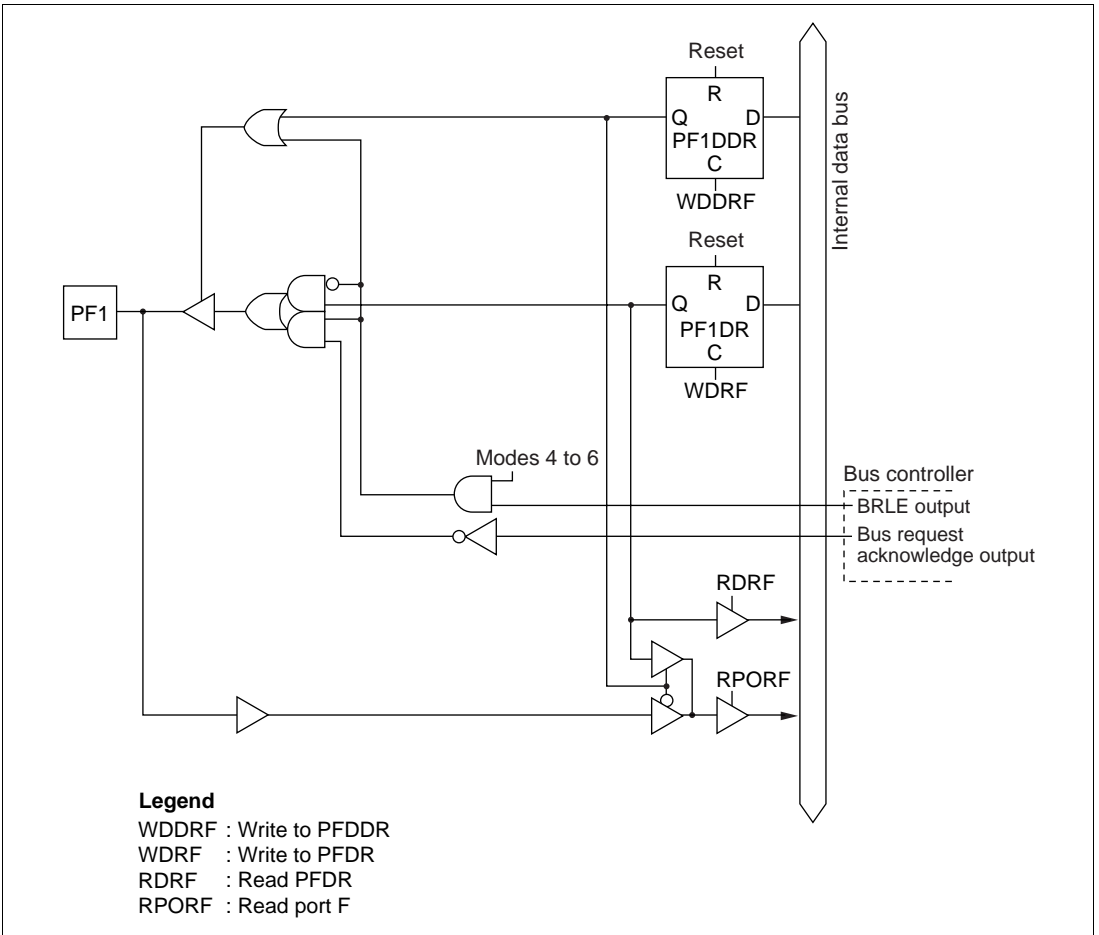 Reset
R
Q D
PF1DDR
C
WDDRF
Internal data bus
Reset
R
Q D
PF1DR
C
WDRF
PF1
Modes 4 to 6
Bus controller
BRLE output
Bus request
acknowledge output
RDRF
RPORF
Legend
WDDRF : Write to PFDDR
WDRF : Write to PFDR
RDRF : Read PFDR
RPORF : Read port F